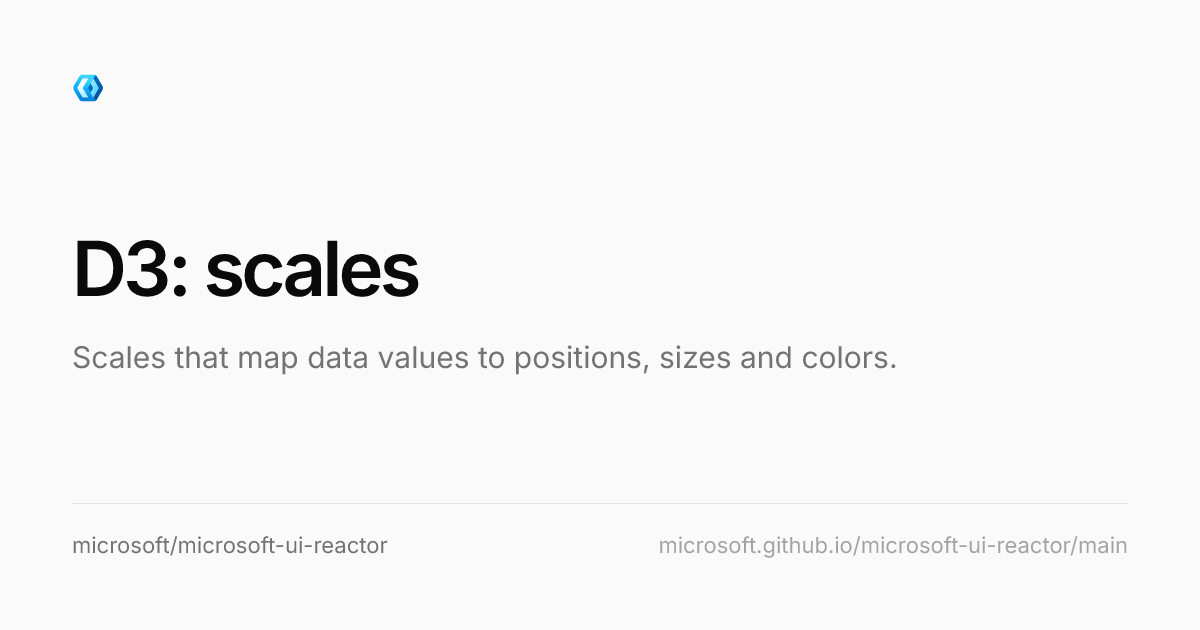 D3: scales
Scales that map data values to positions, sizes and colors.
microsoft/microsoft-ui-reactor
microsoft.github.io/microsoft-ui-reactor/main